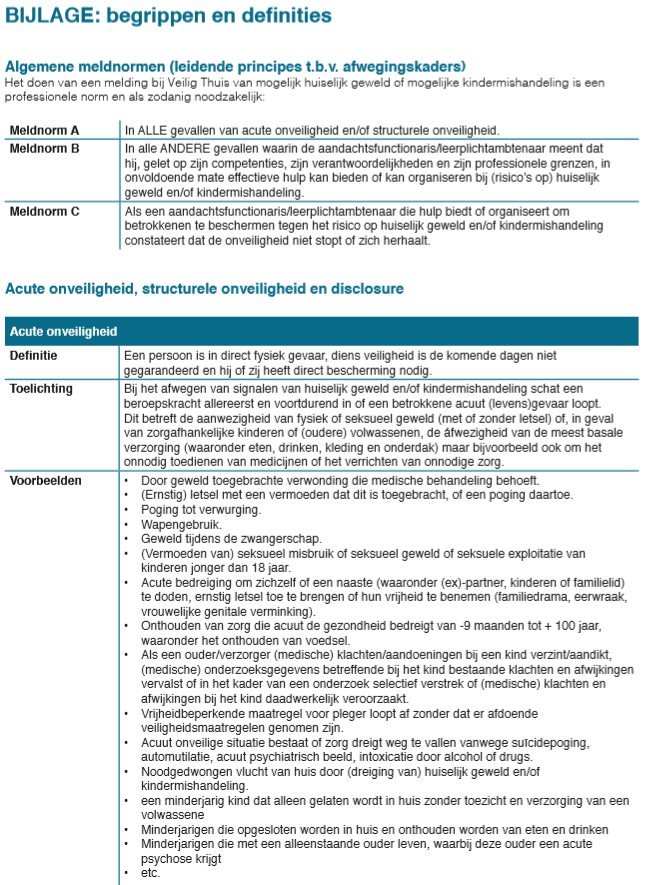 BIJLAGE: begrippen en definities
Algemene meldnormen (leidende principes t.b.v. afwegingskaders)
Het doen van een melding bij Veilig Thuis van mogelijk huiselijk geweld of mogelijke kindermishandeling is een
professionele norm en als zodanig noodzakelijk:
Meldnorm A In ALLE gevallen van acute onveiligheid en/of structurele onveiligheid.
Meldnorm B In alle ANDERE gevallen waarin de aandachtsfunctionaris/leerplichtambtenaar meent dat
hij, gelet op zijn competenties, zijn verantwoordelijkheden en zijn professionele grenzen, in
onvoldoende mate effectieve hulp kan bieden of kan organiseren bij (risico's op) huiselijk
geweld en/of kindermishandeling.
Meldnorm C Als een aandachtsfunctionaris/leerplichtambtenaar die hulp biedt of organiseert om
betrokkenen te beschermen tegen het risico op huiselijk geweld en/of kindermishandeling
constateert dat de onveiligheid niet stopt of zich herhaalt.
Acute onveiligheid, structurele onveiligheid en disclosure
Acute onveiligheid
Definitie Een persoon is in direct fysiek gevaar, diens veiligheid is de komende dagen niet
gegarandeerd en hij of zij heeft direct bescherming nodig.
Toelichting Bij het afwegen van signalen van huiselijk geweld en/of kindermishandeling schat een
beroepskracht allereerst en voortdurend in of een betrokkene acuut (levens)gevaar loopt.
Dit betreft de aanwezigheid van fysiek of seksueel geweld (met of zonder letsel) of, in geval
van zorgafhankelijke kinderen of (oudere) volwassenen, de áfwezigheid van de meest basale
verzorging (waaronder eten, drinken, kleding en onderdak) maar bijvoorbeeld ook om het
onnodig toedienen van medicijnen of het verrichten van onnodige zorg.
Voorbeelden • Door geweld toegebrachte verwonding die medische behandeling behoeft.
• (Ernstig) letsel met een vermoeden dat dit is toegebracht, of een poging daartoe.
• Poging tot verwurging.
• Wapengebruik.
• Geweld tijdens de zwangerschap.
• (Vermoeden van) seksueel misbruik of seksueel geweld of seksuele exploitatie van
kinderen jonger dan 18 jaar.
• Acute bedreiging om zichzelf of een naaste (waaronder (ex)-partner, kinderen of familielid)
te doden, ernstig letsel toe te brengen of hun vrijheid te benemen (familiedrama, eerwraak,
vrouwelijke genitale verminking).
• Onthouden van zorg die acuut de gezondheid bedreigt van -9 maanden tot + 100 jaar,
waaronder het onthouden van voedsel.
• Als een ouder/verzorger (medische) klachten/aandoeningen bij een kind verzint/aandikt,
(medische) onderzoeksgegevens betreffende bij het kind bestaande klachten en afwijkingen
vervalst of in het kader van een onderzoek selectief verstrek of (medische) klachten en
afwijkingen bij het kind daadwerkelijk veroorzaakt.
• Vrijheidbeperkende maatregel voor pleger loopt af zonder dat er afdoende
veiligheidsmaatregelen genomen zijn.
• Acuut onveilige situatie bestaat of zorg dreigt weg te vallen vanwege suïcidepoging,
automutilatie, acuut psychiatrisch beeld, intoxicatie door alcohol of drugs.
• Noodgedwongen vlucht van huis door (dreiging van) huiselijk geweld en/of
kindermishandeling.
• een minderjarig kind dat alleen gelaten wordt in huis zonder toezicht en verzorging van een
volwassene
• Minderjarigen die opgesloten worden in huis en onthouden worden van eten en drinken
• Minderjarigen die met een alleenstaande ouder leven, waarbij deze ouder een acute
psychose krijgt
• etc.